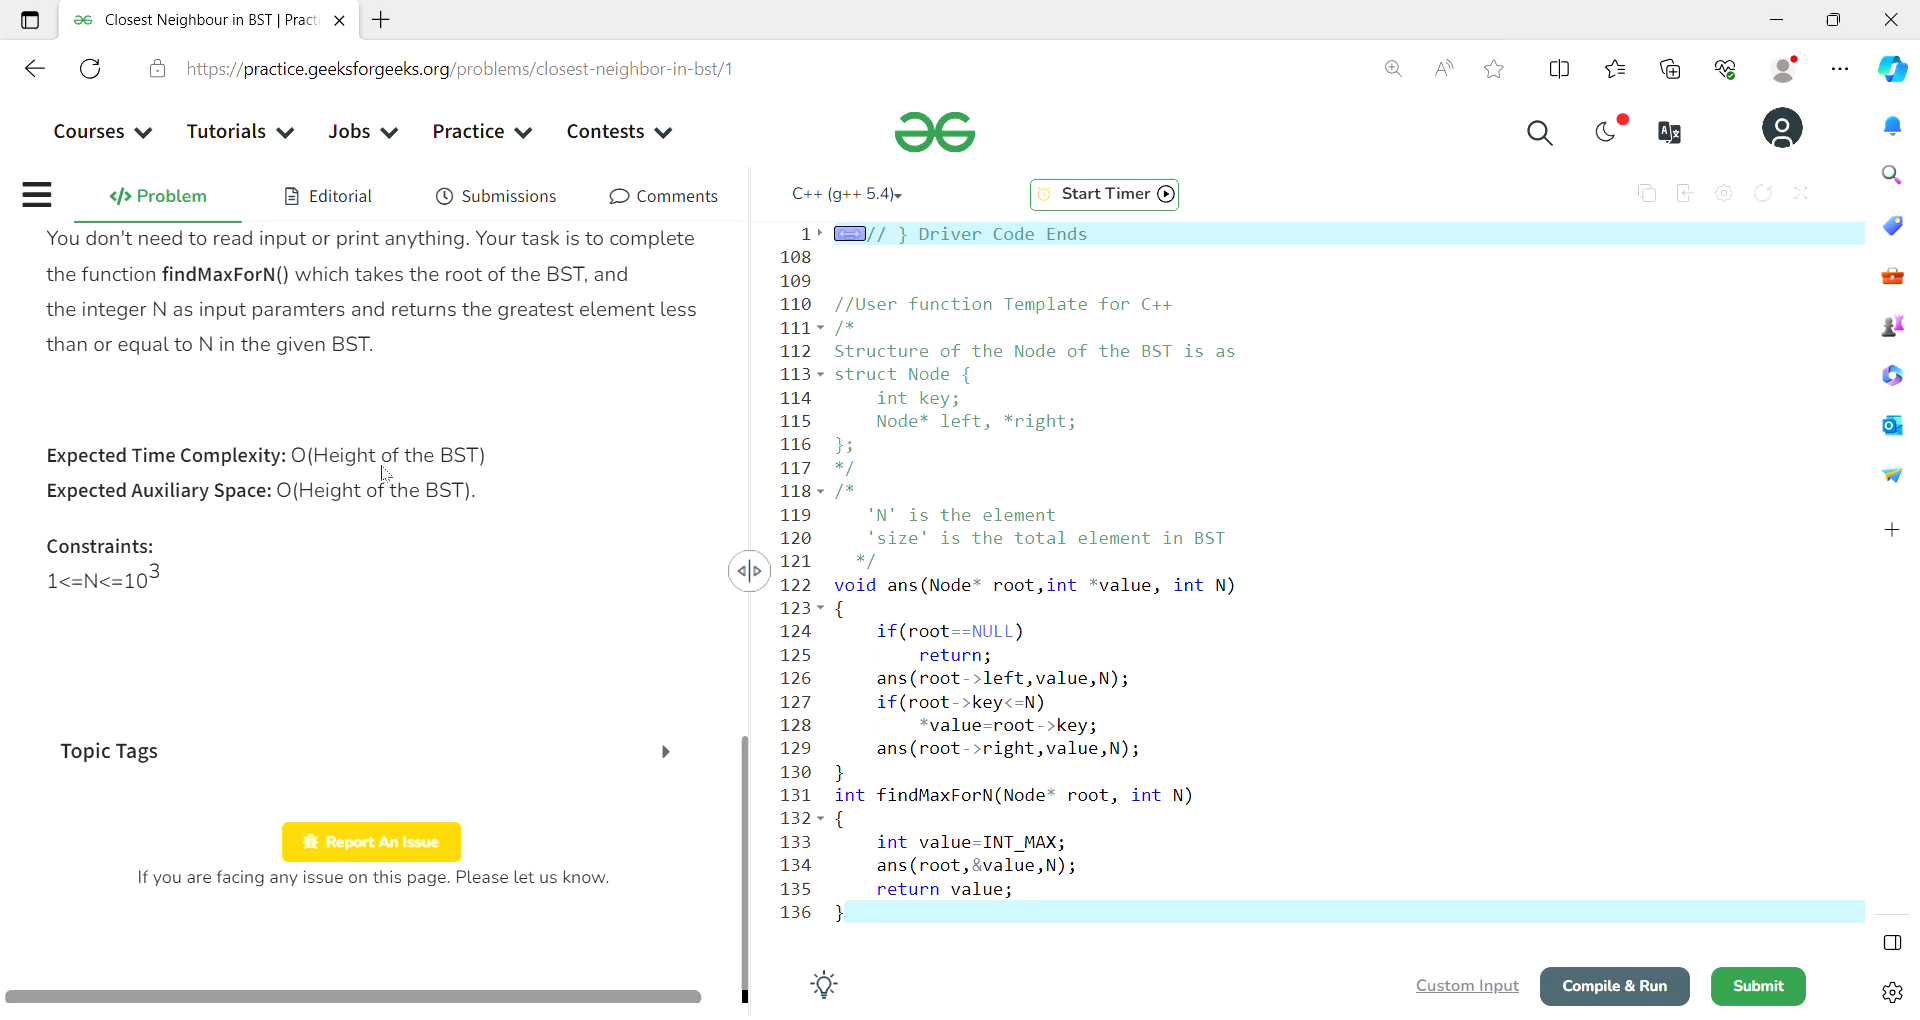 Closest Neighbour in BST | Practi
https://practice.geeksforgeeks.org/problems/closest-neighbor-in-bst/1
Courses Tutorials Jobs Practice Contests
</> Problem Editorial Submissions Comments
You don't need to read input or print anything. Your task is to complete
the function findMaxForN() which takes the root of the BST, and
the integer N as input paramters and returns the greatest element less
than or equal to N in the given BST.
Expected Time Complexity: O(Height of the BST)
Expected Auxiliary Space: O(Height of the BST).
Constraints:
1<=N<=10³
Topic Tags
Report An Issue
If you are facing any issue on this page. Please let us know.
C++ (g++ 5.4) Start Timer
1 // } Driver Code Ends
108
109
110 //User function Template for C++
111 /*
112 Structure of the Node of the BST is as
113 struct Node {
114     int key;
115     Node* left, *right;
116 };
117 */
118 /*
119    'N' is the element
120    'size' is the total element in BST
121   */
122 void ans(Node* root,int *value, int N)
123 {
124     if(root==NULL)
125         return;
126     ans(root->left,value,N);
127     if(root->key<=N)
128         *value=root->key;
129     ans(root->right,value,N);
130 }
131 int findMaxForN(Node* root, int N)
132 {
133     int value=INT_MAX;
134     ans(root,&value,N);
135     return value;
136 }
Custom Input Compile & Run Submit